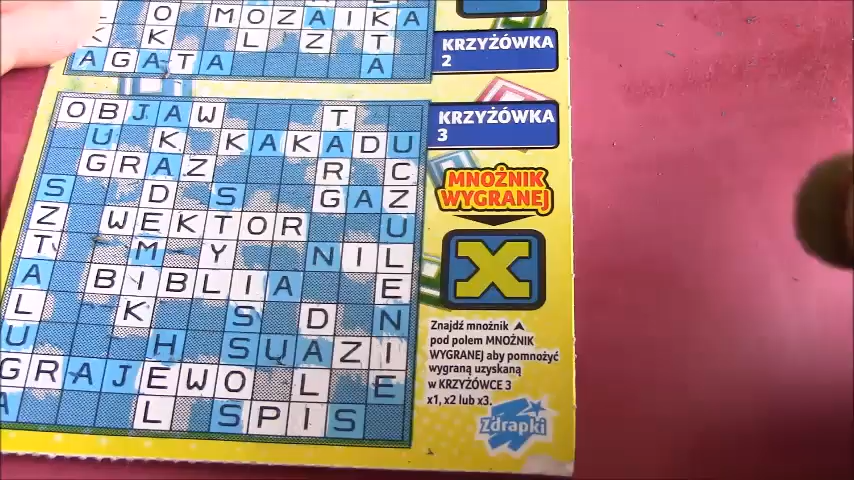 MOZAIKA
AGATA
KRZYŻÓWKA
2
OBJAW
KRZYŻÓWKA
3
KAKADU
GRAZ
GAZ
MNOŻNIK
WYGRANEJ
WEKTOR
NIL
X
BIBLIA
SUAZI
GRAJEWO
SPIS
Znajdź mnożnik
pod polem MNOŻNIK
WYGRANEJ aby pomnożyć
wygraną uzyskaną
w KRZYŻÓWCE 3
x1, x2 lub x3.
Zdrapki